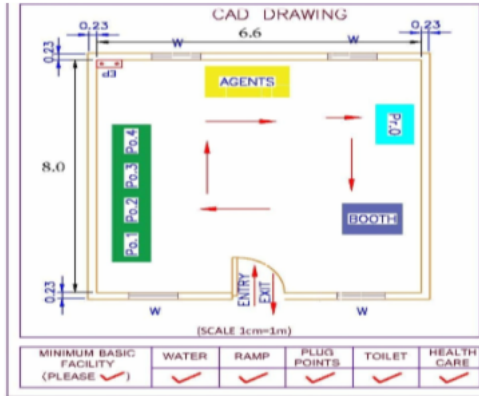 CAD DRAWING
0.23
6.6
0.23
W
W
0.23
EP
AGENTS
Pr.O
8.0
Po.4
Po.3
Po.2
Po.1
BOOTH
ENTRY
EXIT
0.23
W
W
(SCALE 1cm=1m)
MINIMUM BASIC FACILITY (PLEASE ✓)
WATER
RAMP
PLUG POINTS
TOILET
HEALTH CARE